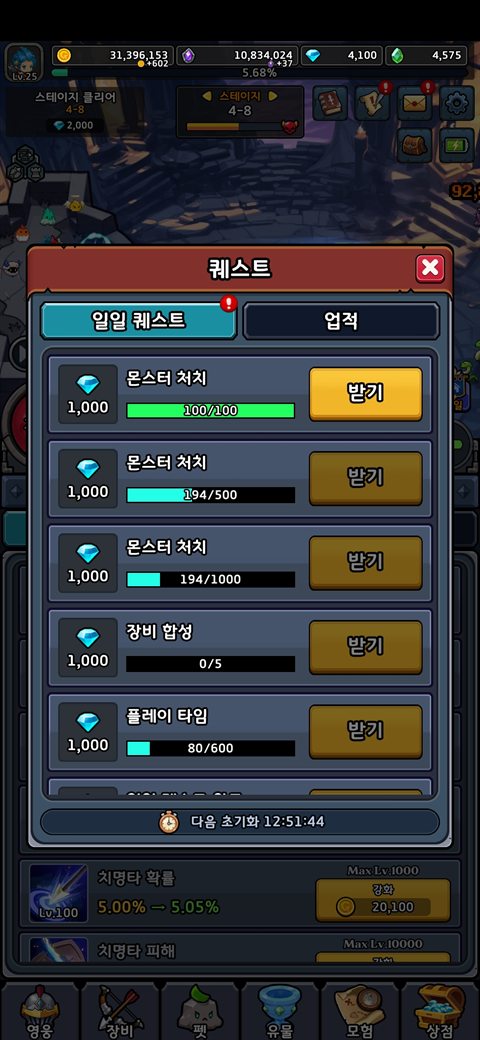 31,396,153
+602
10,834,024
+37
4,100
4,575
Lv.25
5.68%
스테이지 클리어
4-8
2,000
스테이지
4-8
퀘스트
일일 퀘스트
업적
몬스터 처치
1,000
100/100
받기
몬스터 처치
1,000
194/500
받기
몬스터 처치
1,000
194/1000
받기
장비 합성
1,000
0/5
받기
플레이 타임
1,000
80/600
받기
다음 초기화 12:51:44
치명타 확률
Lv.100
5.00% → 5.05%
Max Lv.1000
강화
20,100
치명타 피해
Max Lv.10000
강화
영웅
장비
펫
유물
모험
상점